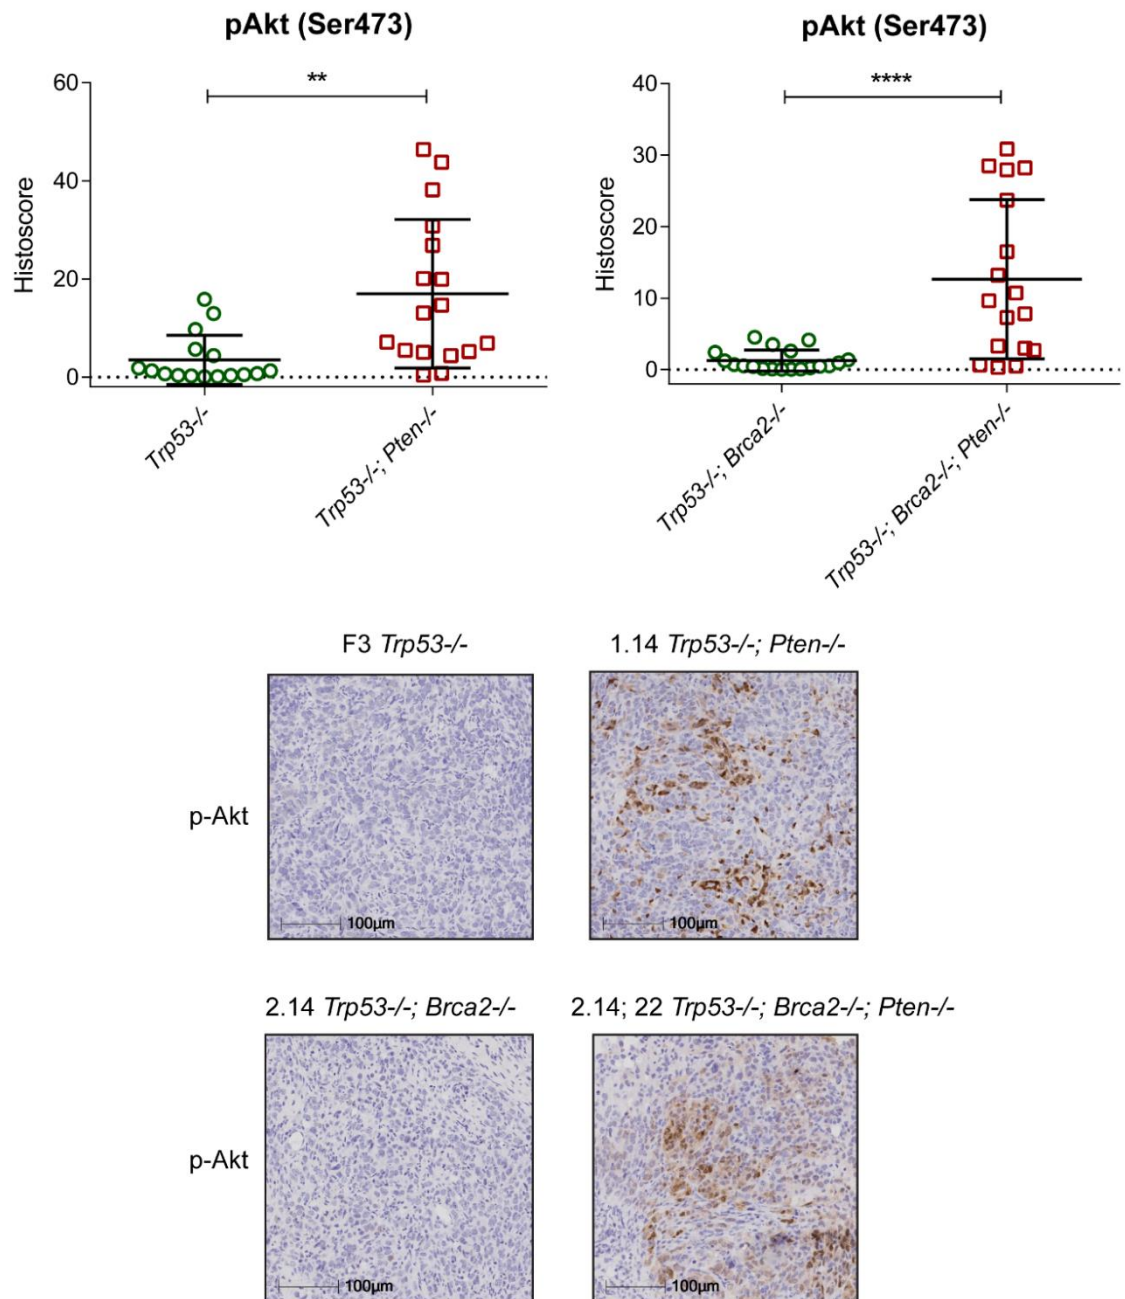 pAkt (Ser473)
pAkt (Ser473)
**
****
60
40
20
0
Histoscore
40
30
20
10
0
Histoscore
Trp53-/-
Trp53-/-; Pten-/-
Trp53-/-; Brca2-/-
Trp53-/-; Brca2-/-; Pten-/-
F3 Trp53-/-
1.14 Trp53-/-; Pten-/-
p-Akt
100µm
100µm
2.14 Trp53-/-; Brca2-/-
2.14; 22 Trp53-/-; Brca2-/-; Pten-/-
p-Akt
100µm
100µm